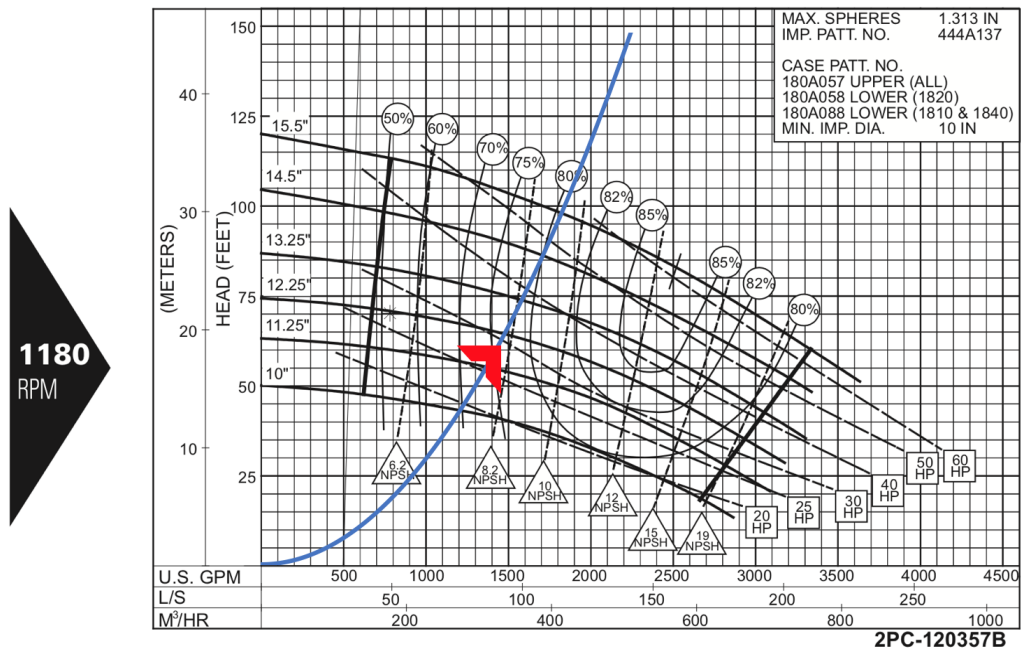 MAX. SPHERES 1.313 IN
IMP. PATT. NO. 444A137
CASE PATT. NO.
180A057 UPPER (ALL)
180A058 LOWER (1820)
180A088 LOWER (1810 & 1840)
MIN. IMP. DIA. 10 IN
1180
RPM
(METERS)
40
30
20
10
HEAD (FEET)
150
125
100
75
50
25
15.5"
14.5"
13.25"
12.25"
11.25"
10"
50%
60%
70%
75%
80%
82%
85%
85%
82%
80%
6.2
NPSH
8.2
NPSH
10
NPSH
12
NPSH
15
NPSH
19
NPSH
20
HP
25
HP
30
HP
40
HP
50
HP
60
HP
U.S. GPM 500 1000 1500 2000 2500 3000 3500 4000 4500
L/S 50 100 150 200 250
M³/HR 200 400 600 800 1000
2PC-120357B